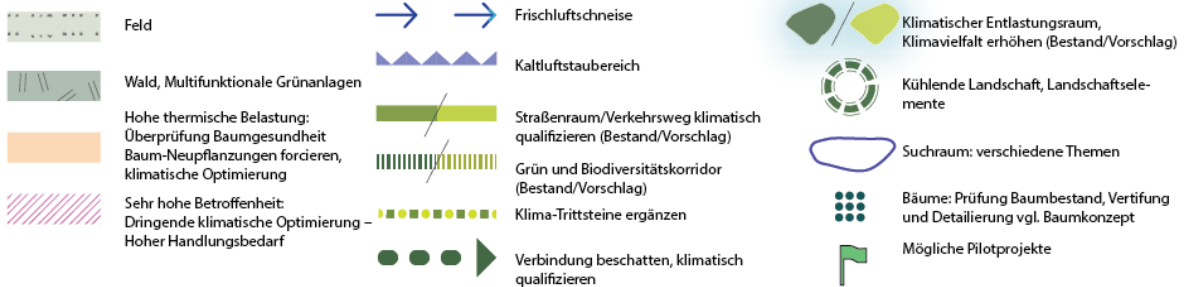 Feld
Wald, Multifunktionale Grünanlagen
Hohe thermische Belastung:
Überprüfung Baumgesundheit
Baum-Neupflanzungen forcieren,
klimatische Optimierung
Sehr hohe Betroffenheit:
Dringende klimatische Optimierung –
Hoher Handlungsbedarf
Frischluftschneise
Kaltluftstaubereich
Straßenraum/Verkehrsweg klimatisch
qualifizieren (Bestand/Vorschlag)
Grün und Biodiversitätskorridor
(Bestand/Vorschlag)
Klima-Trittsteine ergänzen
Verbindung beschatten, klimatisch
qualifizieren
Klimatischer Entlastungsraum,
Klimavielfalt erhöhen (Bestand/Vorschlag)
Kühlende Landschaft, Landschaftsele-
mente
Suchraum: verschiedene Themen
Bäume: Prüfung Baumbestand, Vertifung
und Detailierung vgl. Baumkonzept
Mögliche Pilotprojekte